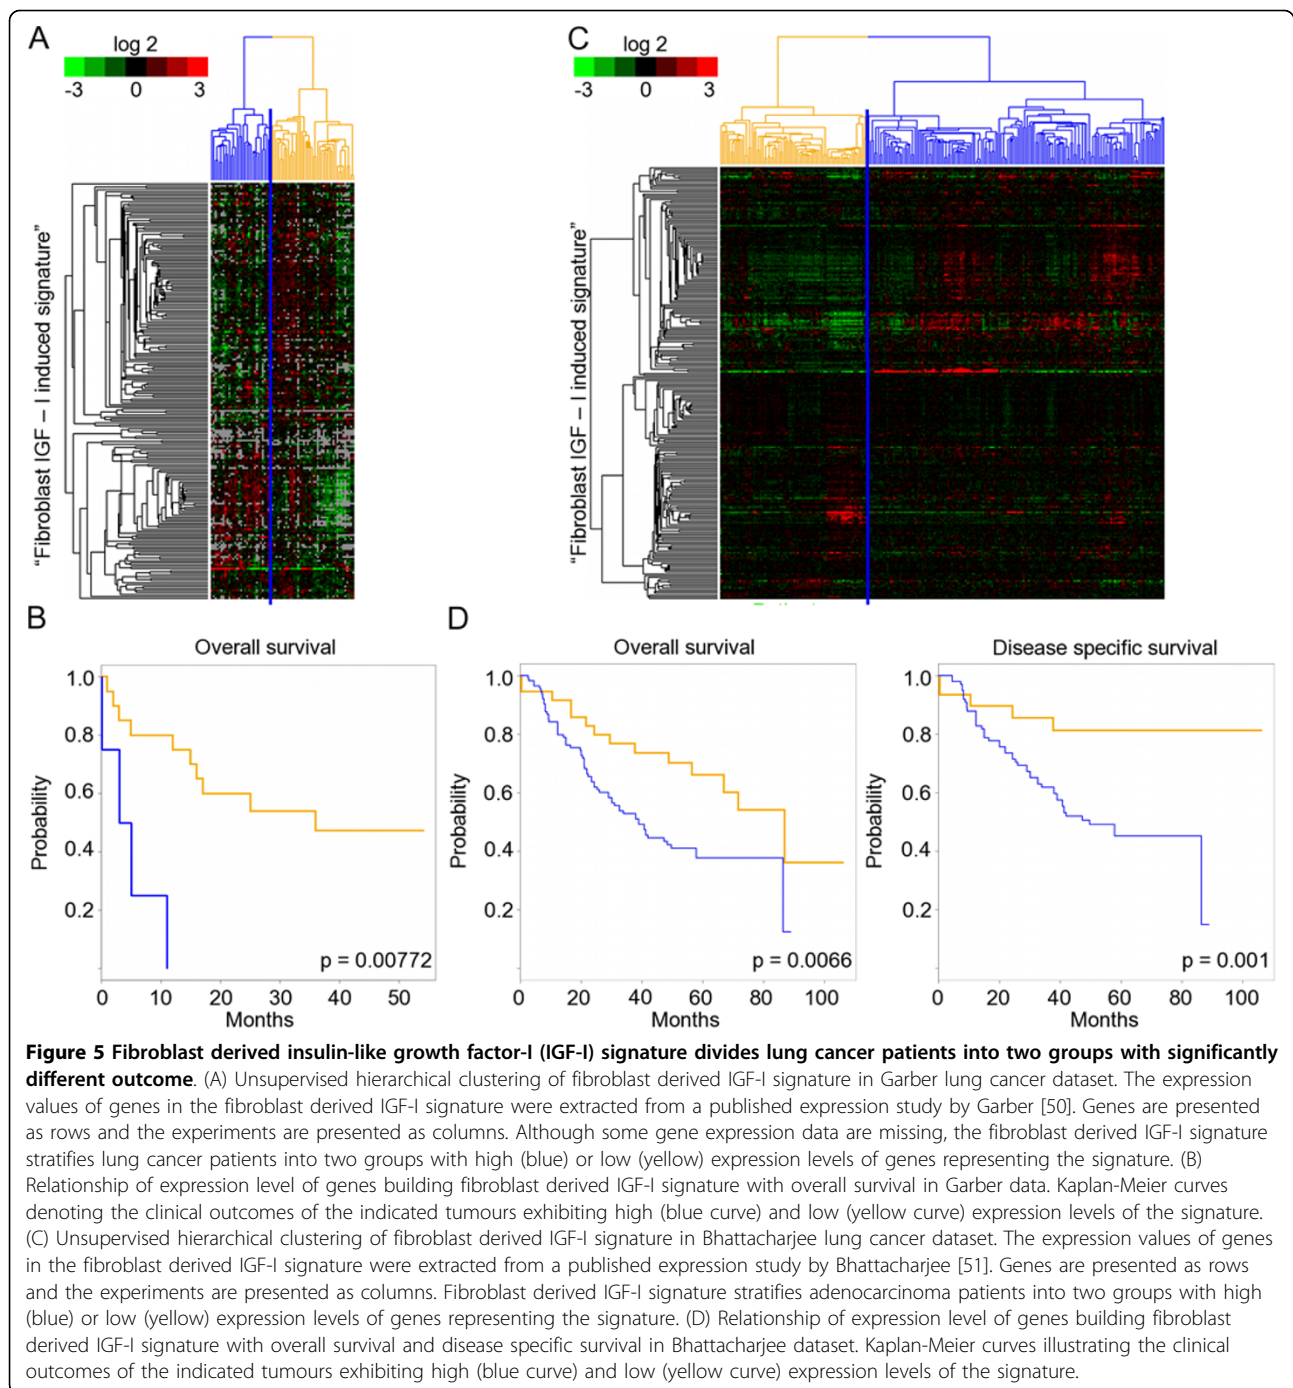 A
log 2
-3 0 3
"Fibroblast IGF – I induced signature"
C
log 2
-3 0 3
"Fibroblast IGF – I induced signature"
B
Overall survival
Probability
1.0
0.8
0.6
0.4
0.2
0 10 20 30 40 50
Months
p = 0.00772
D
Overall survival
Probability
1.0
0.8
0.6
0.4
0.2
0 20 40 60 80 100
Months
p = 0.0066
Disease specific survival
Probability
1.0
0.8
0.6
0.4
0.2
0 20 40 60 80 100
Months
p = 0.001
Figure 5 Fibroblast derived insulin-like growth factor-I (IGF-I) signature divides lung cancer patients into two groups with significantly
different outcome. (A) Unsupervised hierarchical clustering of fibroblast derived IGF-I signature in Garber lung cancer dataset. The expression
values of genes in the fibroblast derived IGF-I signature were extracted from a published expression study by Garber [50]. Genes are presented
as rows and the experiments are presented as columns. Although some gene expression data are missing, the fibroblast derived IGF-I signature
stratifies lung cancer patients into two groups with high (blue) or low (yellow) expression levels of genes representing the signature. (B)
Relationship of expression level of genes building fibroblast derived IGF-I signature with overall survival in Garber data. Kaplan-Meier curves
denoting the clinical outcomes of the indicated tumours exhibiting high (blue curve) and low (yellow curve) expression levels of the signature.
(C) Unsupervised hierarchical clustering of fibroblast derived IGF-I signature in Bhattacharjee lung cancer dataset. The expression values of genes
in the fibroblast derived IGF-I signature were extracted from a published expression study by Bhattacharjee [51]. Genes are presented as rows
and the experiments are presented as columns. Fibroblast derived IGF-I signature stratifies adenocarcinoma patients into two groups with high
(blue) or low (yellow) expression levels of genes representing the signature. (D) Relationship of expression level of genes building fibroblast
derived IGF-I signature with overall survival and disease specific survival in Bhattacharjee dataset. Kaplan-Meier curves illustrating the clinical
outcomes of the indicated tumours exhibiting high (blue curve) and low (yellow curve) expression levels of the signature.